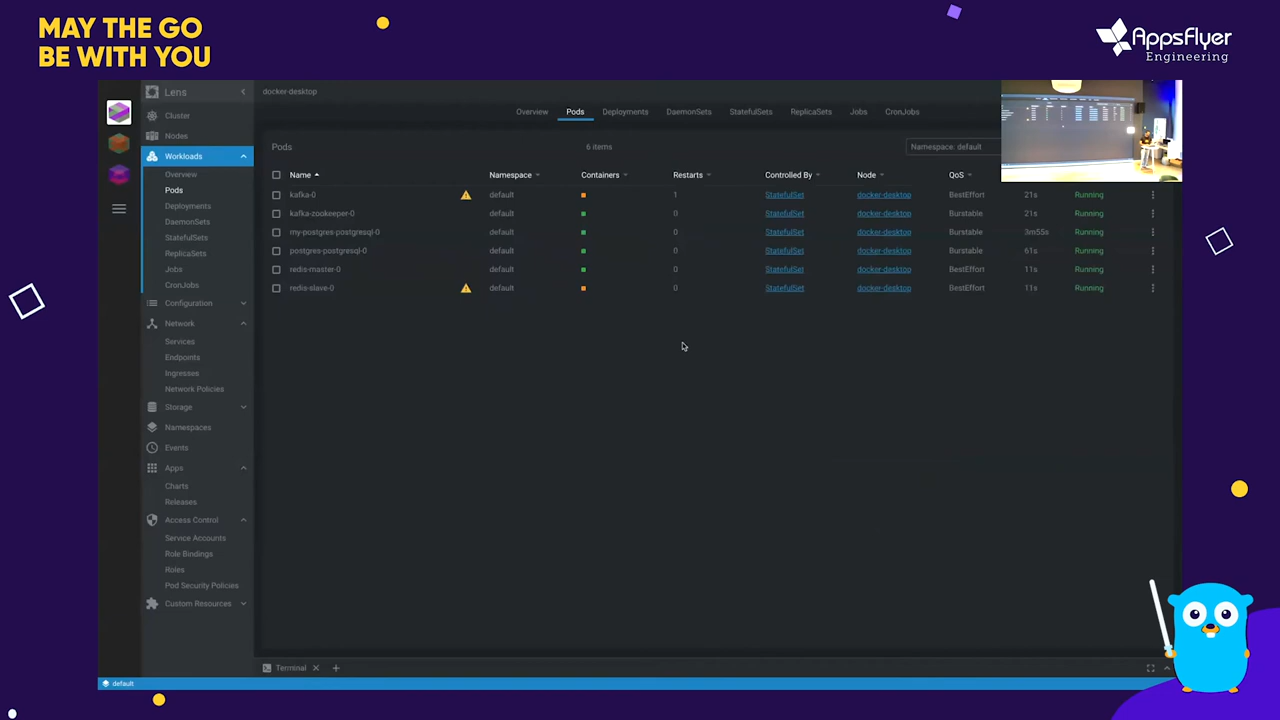 MAY THE GO
BE WITH YOU
AppsFlyer
Engineering
Lens
Cluster
Nodes
Workloads
Overview
Pods
Deployments
DaemonSets
StatefulSets
ReplicaSets
Jobs
CronJobs
Configuration
Network
Services
Endpoints
Ingresses
Network Policies
Storage
Namespaces
Events
Apps
Charts
Releases
Access Control
Service Accounts
Role Bindings
Roles
Pod Security Policies
Custom Resources
docker-desktop
Overview Pods Deployments DaemonSets StatefulSets ReplicaSets Jobs CronJobs
Pods 6 items Namespace: default
Name Namespace Containers Restarts Controlled By Node QoS
kafka-0 default 1 StatefulSet docker-desktop BestEffort 21s Running
kafka-zookeeper-0 default 0 StatefulSet docker-desktop Burstable 21s Running
my-postgres-postgresql-0 default 0 StatefulSet docker-desktop Burstable 3m55s Running
postgres-postgresql-0 default 0 StatefulSet docker-desktop Burstable 61s Running
redis-master-0 default 0 StatefulSet docker-desktop BestEffort 11s Running
redis-slave-0 default 0 StatefulSet docker-desktop BestEffort 11s Running
Terminal
default